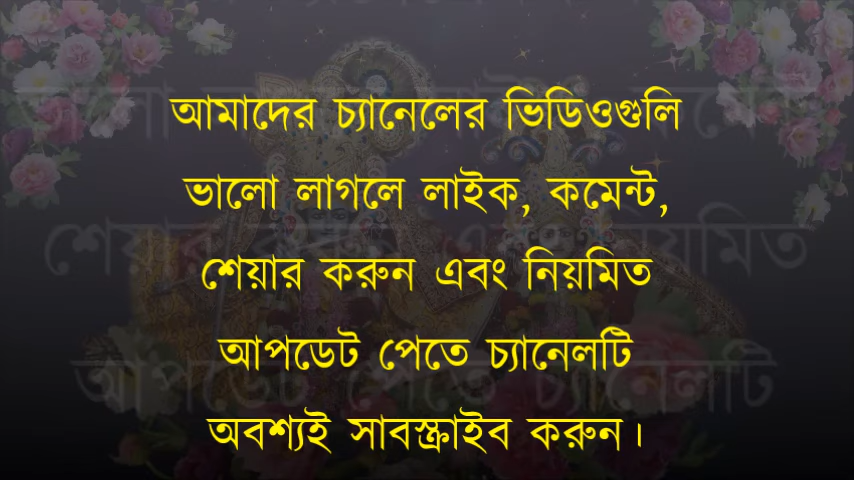 আমাদের চ্যানেলের ভিডিওগুলি
ভালো লাগলে লাইক, কমেন্ট,
শেয়ার করুন এবং নিয়মিত
আপডেট পেতে চ্যানেলটি
অবশ্যই সাবস্ক্রাইব করুন।